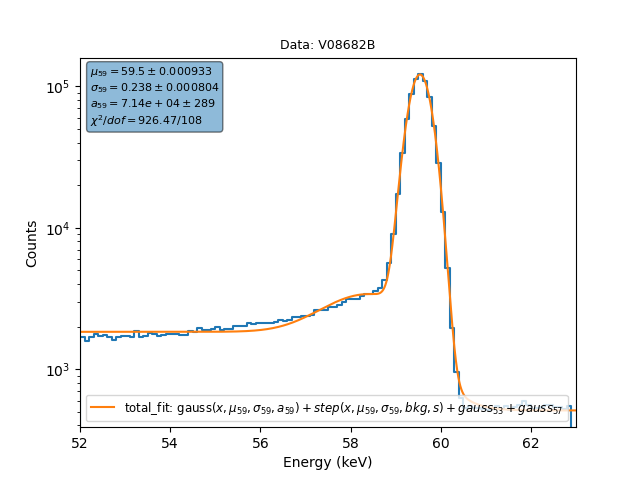 Data: V08682B
μ₅₉ = 59.5 ± 0.000933
σ₅₉ = 0.238 ± 0.000804
a₅₉ = 7.14e + 04 ± 289
χ²/dof = 926.47/108
Counts
10⁵
10⁴
10³
total_fit: gauss(x, μ₅₉, σ₅₉, a₅₉) + step(x, μ₅₉, σ₅₉, bkg, s) + gauss₅₃ + gauss₅₇
52 54 56 58 60 62
Energy (keV)